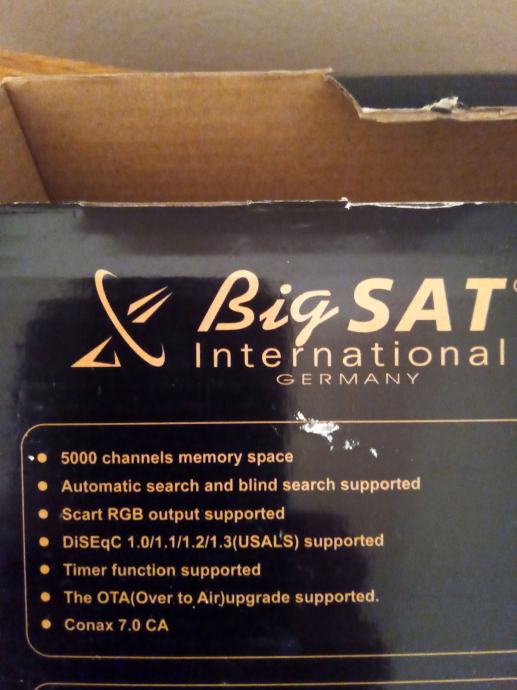 Big SAT
International
GERMANY
• 5000 channels memory space
• Automatic search and blind search supported
• Scart RGB output supported
• DiSEqC 1.0/1.1/1.2/1.3(USALS) supported
• Timer function supported
• The OTA(Over to Air)upgrade supported.
• Conax 7.0 CA